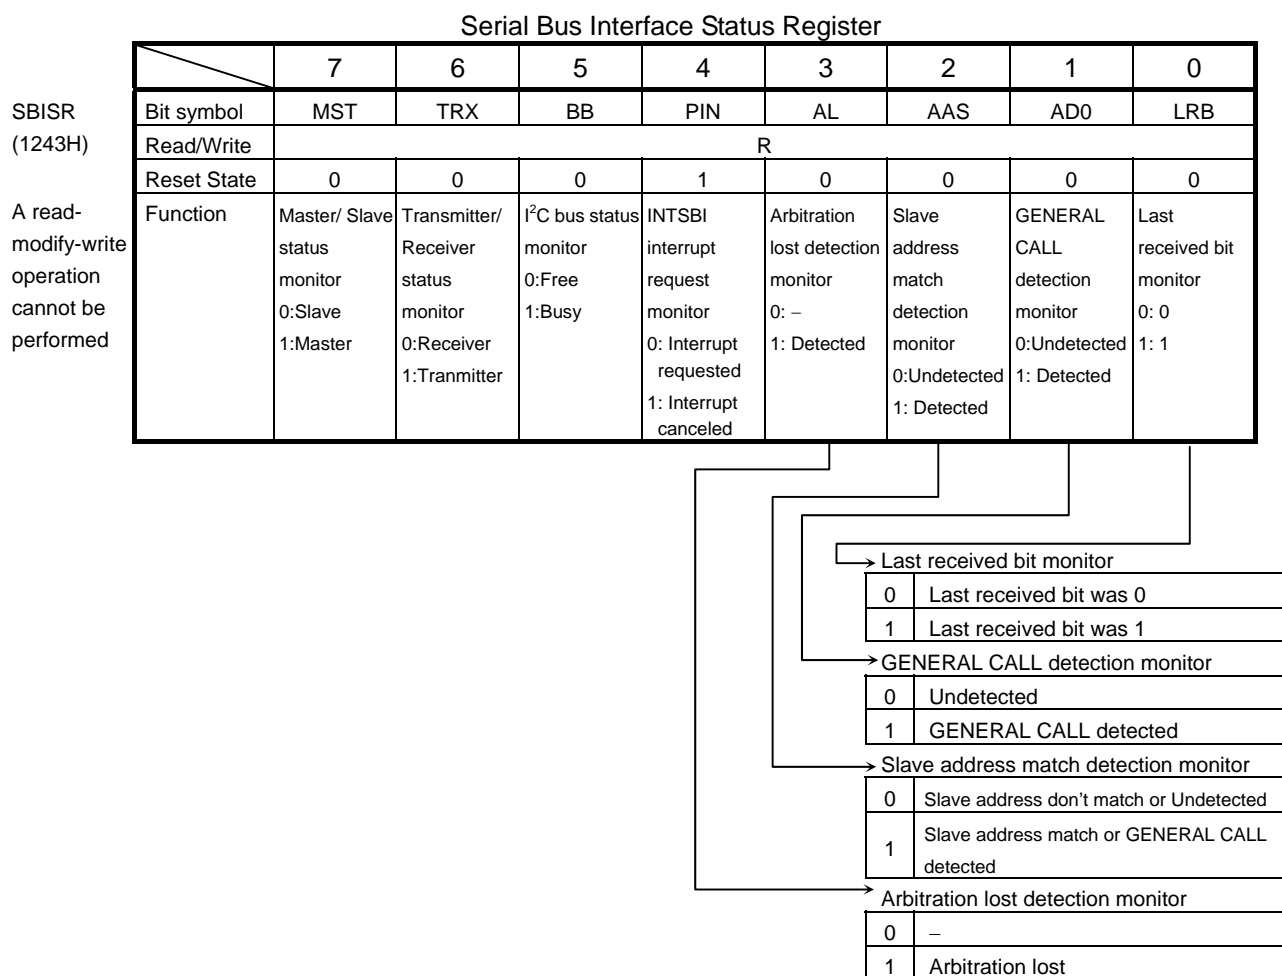 Serial Bus Interface Status Register
7 6 5 4 3 2 1 0
SBISR
(1243H)
A read-
modify-write
operation
cannot be
performed
Bit symbol MST TRX BB PIN AL AAS AD0 LRB
Read/Write R
Reset State 0 0 0 1 0 0 0 0
Function
Master/ Slave
status
monitor
0:Slave
1:Master
Transmitter/
Receiver
status
monitor
0:Receiver
1:Tranmitter
I²C bus status
monitor
0:Free
1:Busy
INTSBI
interrupt
request
monitor
0: Interrupt
requested
1: Interrupt
canceled
Arbitration
lost detection
monitor
0: −
1: Detected
Slave
address
match
detection
monitor
0:Undetected
1: Detected
GENERAL
CALL
detection
monitor
0:Undetected
1: Detected
Last
received bit
monitor
0: 0
1: 1
Last received bit monitor
0 Last received bit was 0
1 Last received bit was 1
GENERAL CALL detection monitor
0 Undetected
1 GENERAL CALL detected
Slave address match detection monitor
0 Slave address don't match or Undetected
1 Slave address match or GENERAL CALL
detected
Arbitration lost detection monitor
0 −
1 Arbitration lost